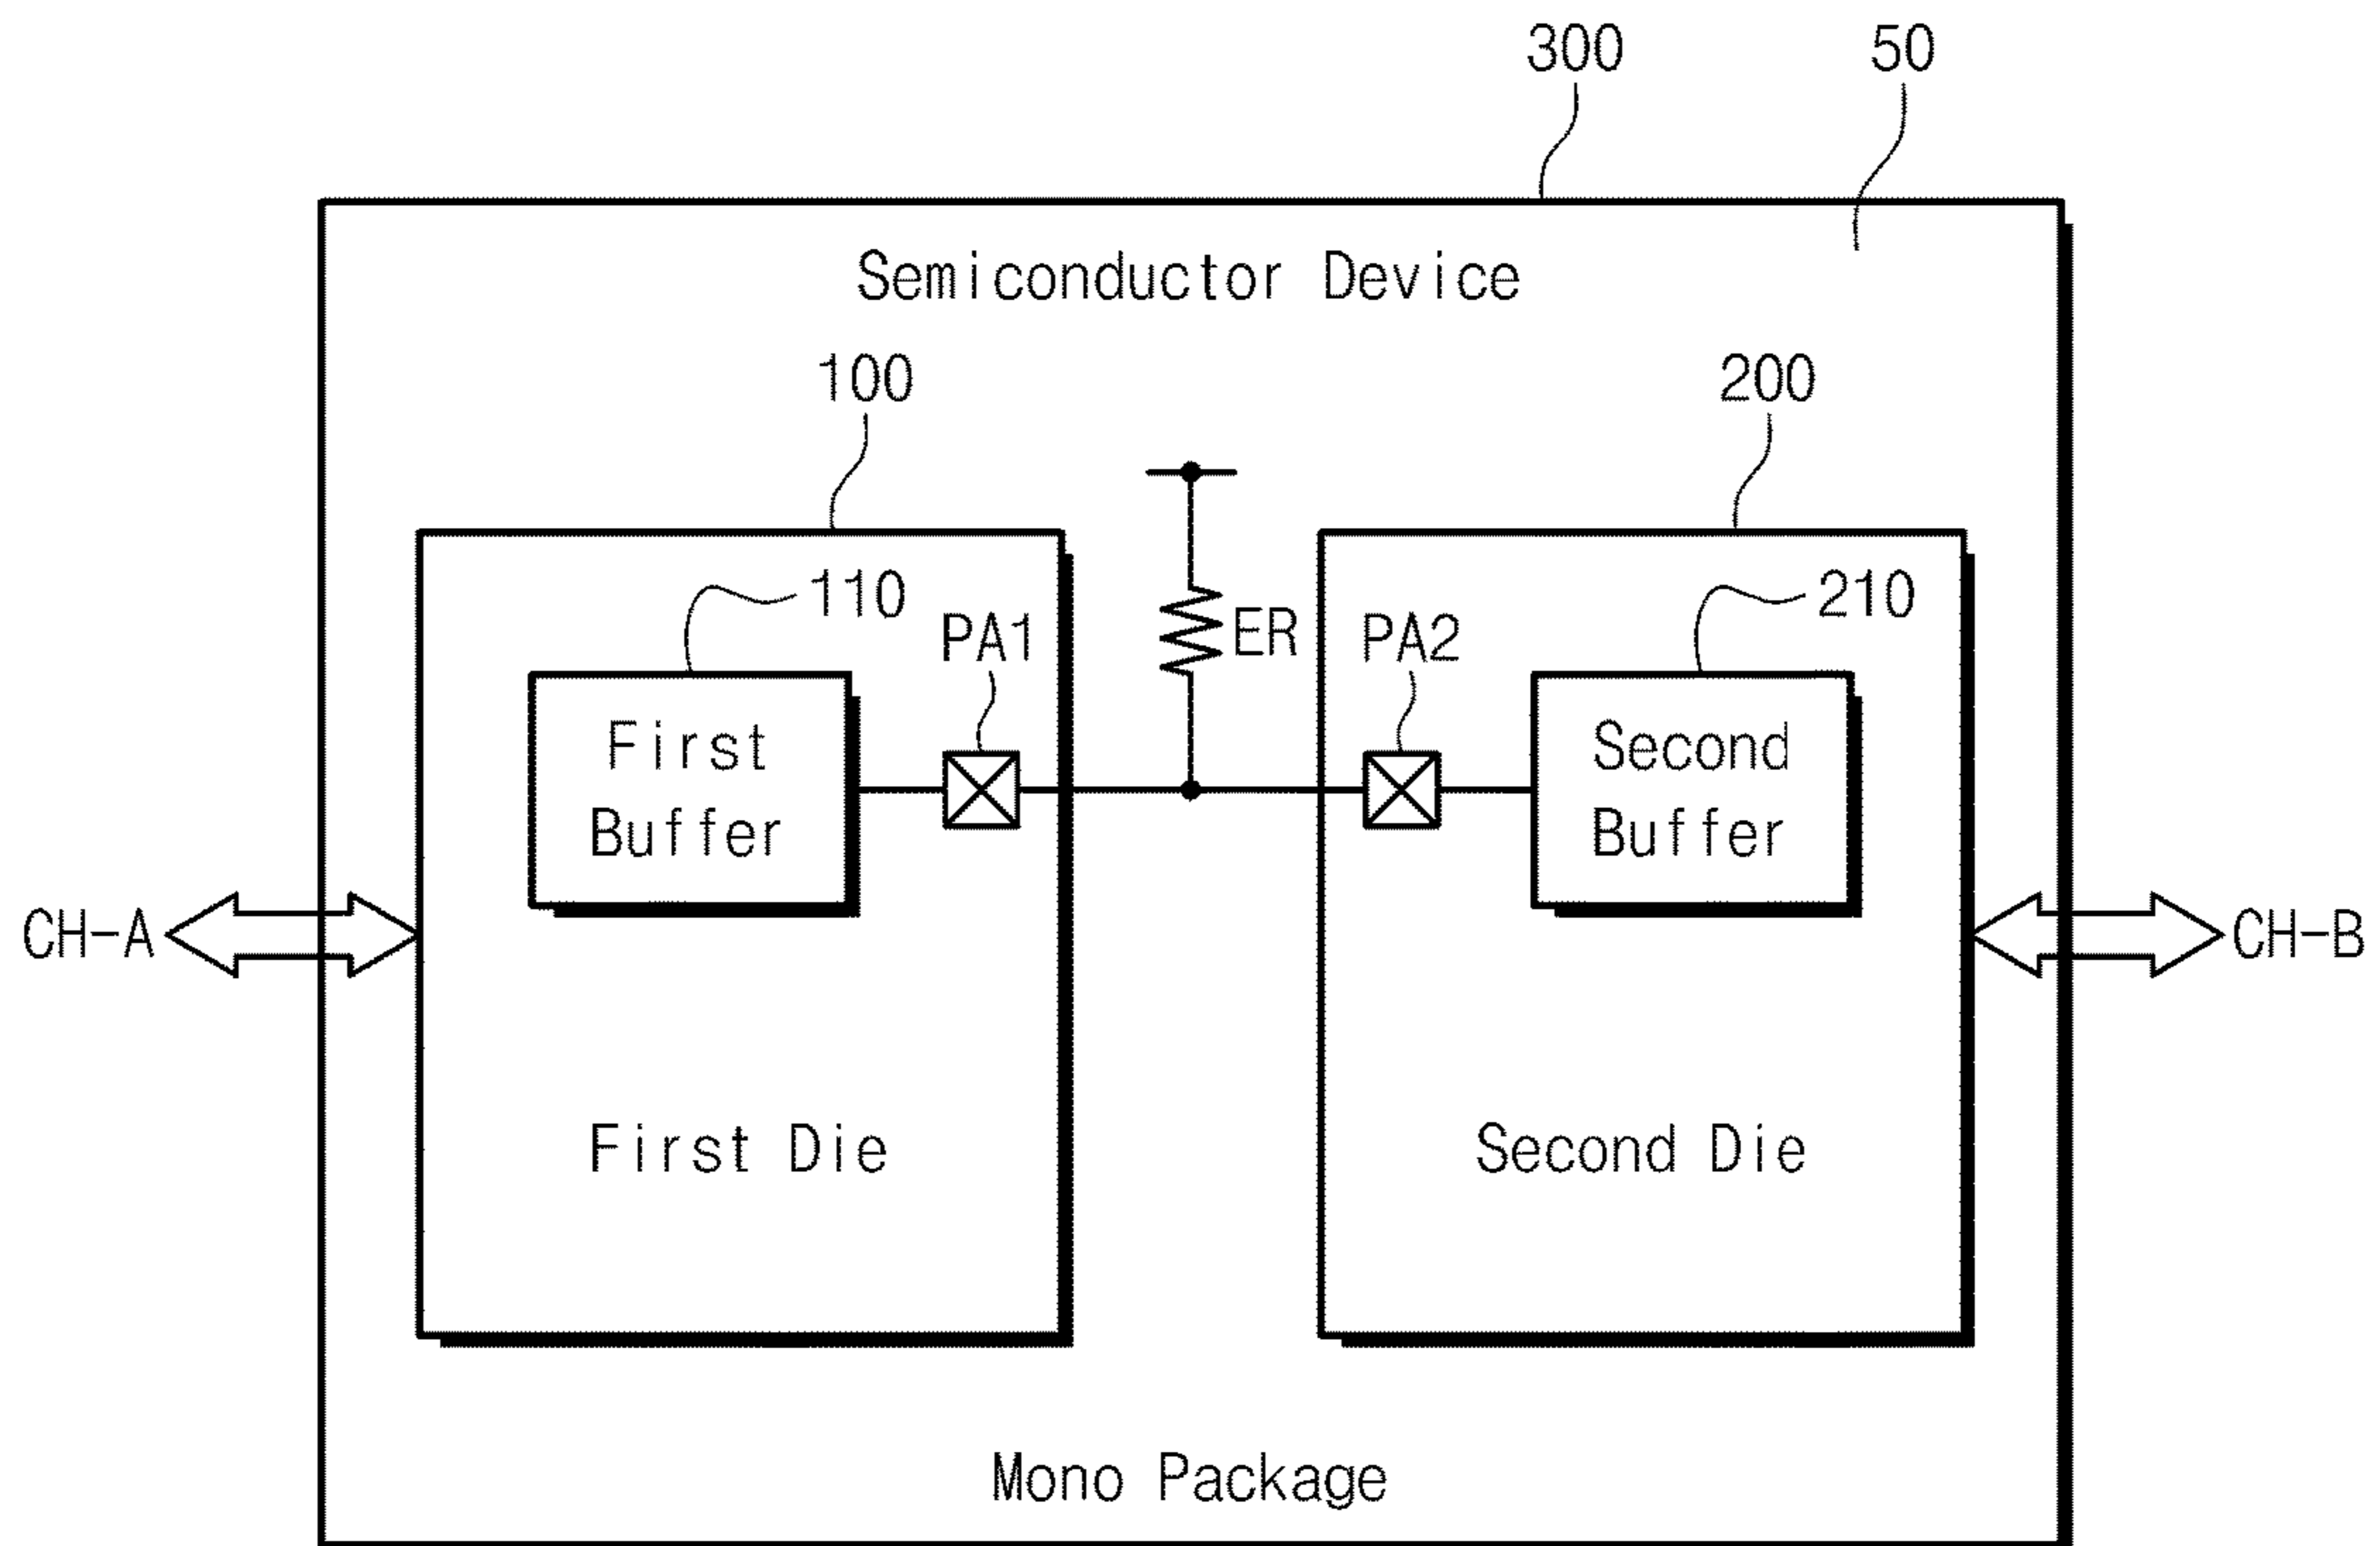 300
50
Semiconductor Device
100
200
110
PA1
ER
PA2
210
First
Buffer
Second
Buffer
CH-A
CH-B
First Die
Second Die
Mono Package